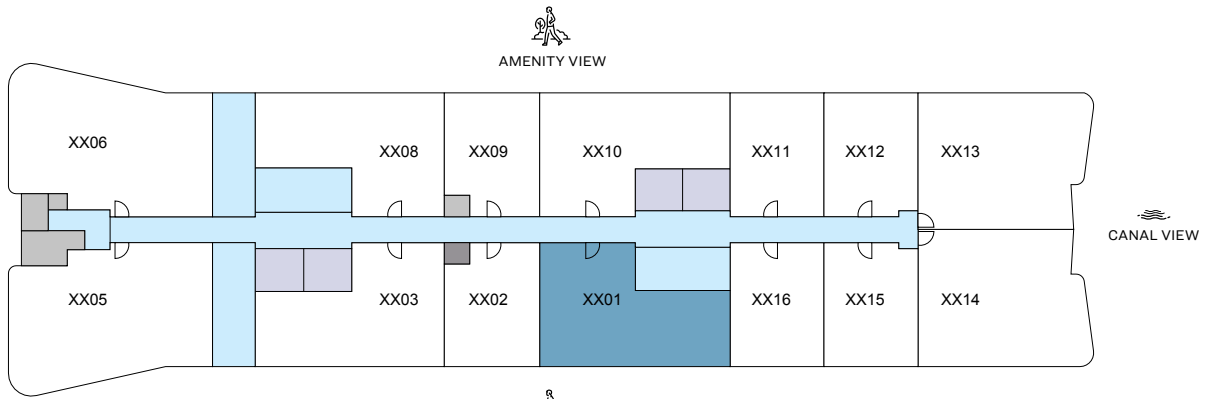 AMENITY VIEW
XX06
XX08
XX09
XX10
XX11
XX12
XX13
CANAL VIEW
XX05
XX03
XX02
XX01
XX16
XX15
XX14